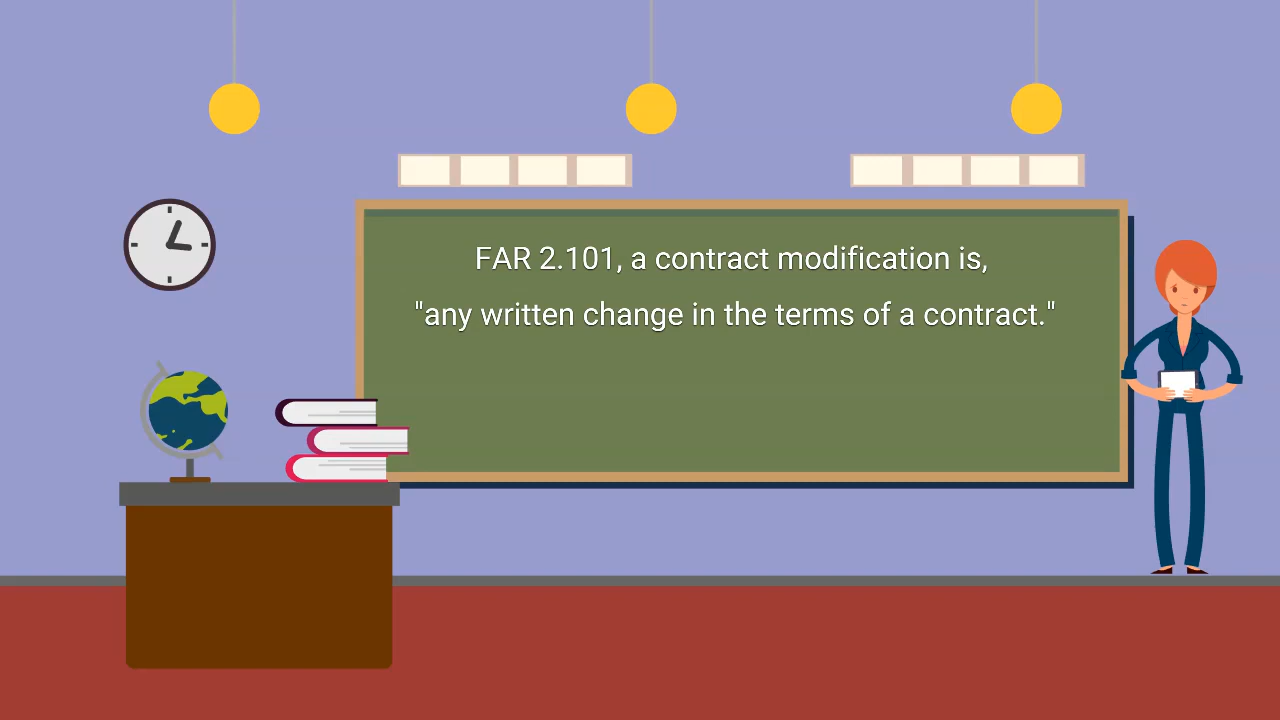 FAR 2.101, a contract modification is,
"any written change in the terms of a contract."